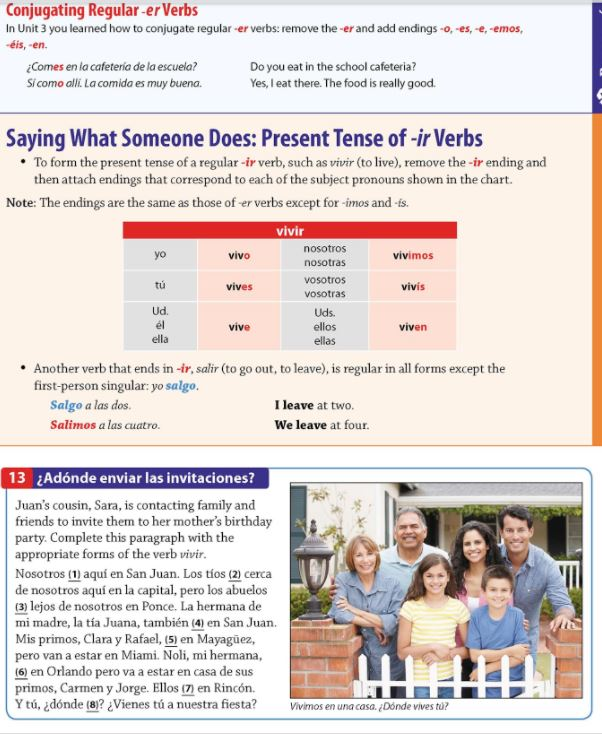 Conjugating Regular -er Verbs
In Unit 3 you learned how to conjugate regular -er verbs: remove the -er and add endings -o, -es, -e, -emos,
-éis, -en.
¿Comes en la cafetería de la escuela? Do you eat in the school cafeteria?
Sí como allí. La comida es muy buena. Yes, I eat there. The food is really good.
Saying What Someone Does: Present Tense of -ir Verbs
• To form the present tense of a regular -ir verb, such as vivir (to live), remove the -ir ending and
then attach endings that correspond to each of the subject pronouns shown in the chart.
Note: The endings are the same as those of -er verbs except for -imos and -ís.
vivir
yo vivo nosotros nosotras vivimos
tú vives vosotros vosotras vivís
Ud. él ella vive Uds. ellos ellas viven
• Another verb that ends in -ir, salir (to go out, to leave), is regular in all forms except the
first-person singular: yo salgo.
Salgo a las dos. I leave at two.
Salimos a las cuatro. We leave at four.
13 ¿Adónde enviar las invitaciones?
Juan's cousin, Sara, is contacting family and
friends to invite them to her mother's birthday
party. Complete this paragraph with the
appropriate forms of the verb vivir.
Nosotros (1) aquí en San Juan. Los tíos (2) cerca
de nosotros aquí en la capital, pero los abuelos
(3) lejos de nosotros en Ponce. La hermana de
mi madre, la tía Juana, también (4) en San Juan.
Mis primos, Clara y Rafael, (5) en Mayagüez,
pero van a estar en Miami. Noli, mi hermana,
(6) en Orlando pero va a estar en casa de sus
primos, Carmen y Jorge. Ellos (7) en Rincón.
Y tú, ¿dónde (8)? ¿Vienes tú a nuestra fiesta?
Vivimos en una casa. ¿Dónde vives tú?